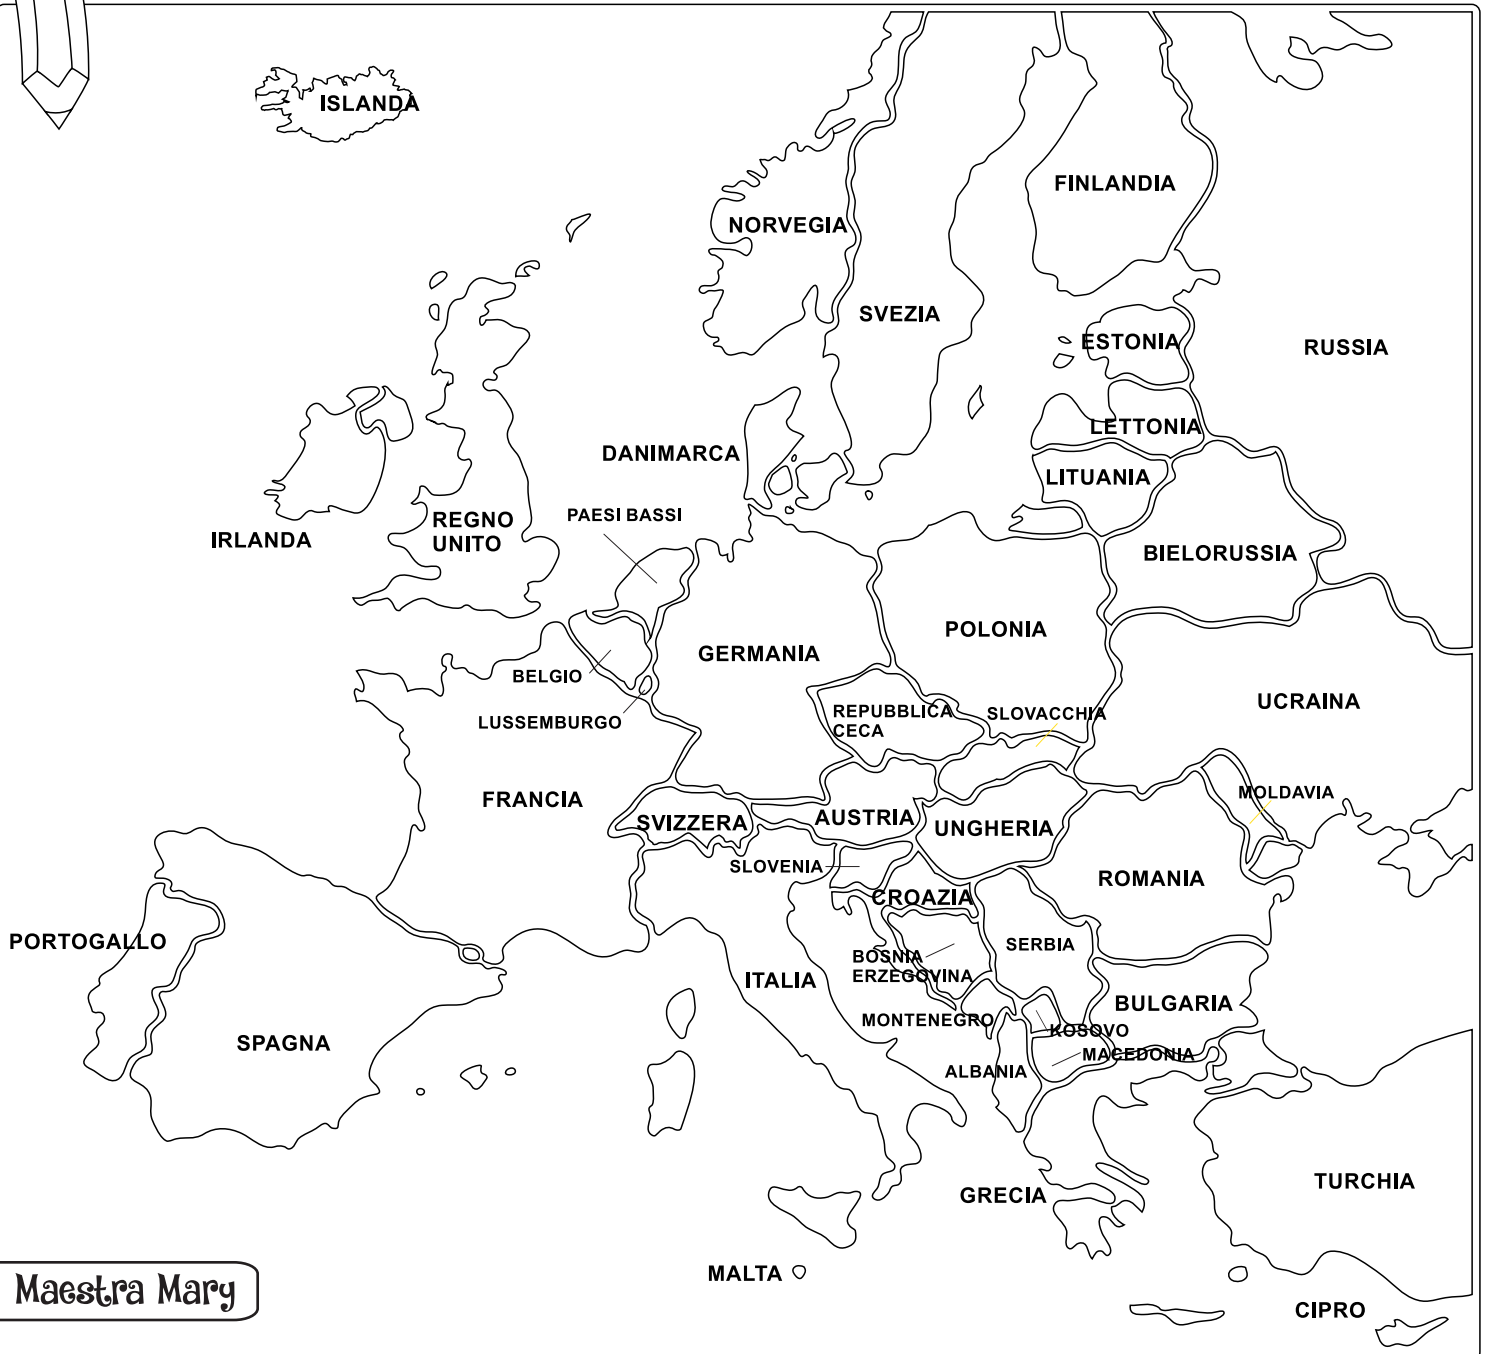 ISLANDA
FINLANDIA
NORVEGIA
SVEZIA
ESTONIA
RUSSIA
LETTONIA
DANIMARCA
LITUANIA
PAESI BASSI
REGNO
UNITO
IRLANDA
BIELORUSSIA
POLONIA
GERMANIA
BELGIO
UCRAINA
REPUBBLICA
CECA
SLOVACCHIA
LUSSEMBURGO
MOLDAVIA
FRANCIA
SVIZZERA
AUSTRIA
UNGHERIA
SLOVENIA
ROMANIA
CROAZIA
PORTOGALLO
SERBIA
BOSNIA
ERZEGOVINA
ITALIA
BULGARIA
MONTENEGRO
KOSOVO
SPAGNA
MACEDONIA
ALBANIA
TURCHIA
GRECIA
MALTA
Maestra Mary
CIPRO